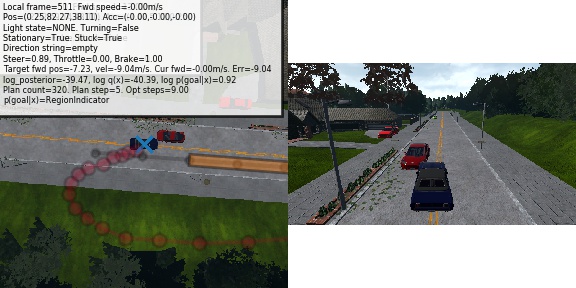 Local frame=511: Fwd speed=-0.00m/s
Pos=(0.25,82.27,38.11). Acc=(-0.00,-0.00,-0.00)
Light state=NONE. Turning=False
Stationary=True. Stuck=True
Direction string=empty
Steer=0.89, Throttle=0.00, Brake=1.00
Target fwd pos=-7.23, vel=-9.04m/s. Cur fwd=-0.00m/s. Err=-9.04
log_posterior=-39.47, log q(x)=-40.39, log p(goal|x)=0.92
Plan count=320. Plan step=5. Opt steps=9.00
p(goal|x)=RegionIndicator